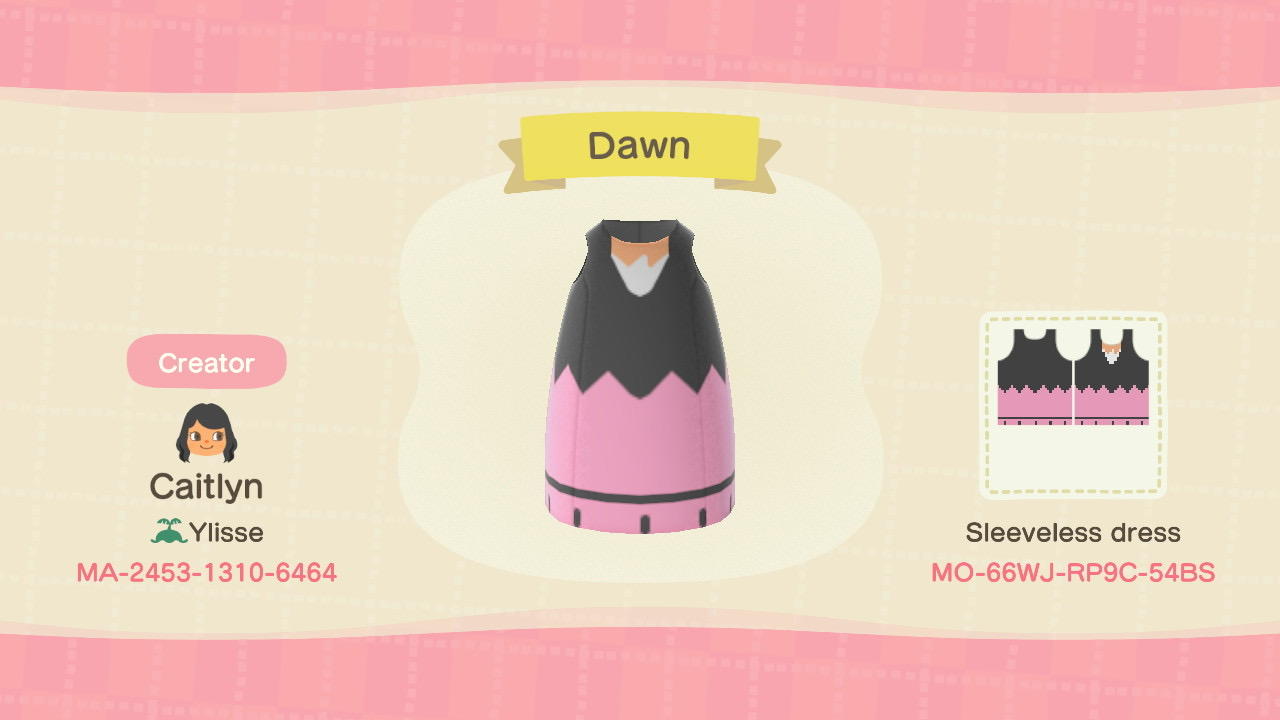 Dawn
Creator
Caitlyn
Ylisse
MA-2453-1310-6464
Sleeveless dress
MO-66WJ-RP9C-54BS